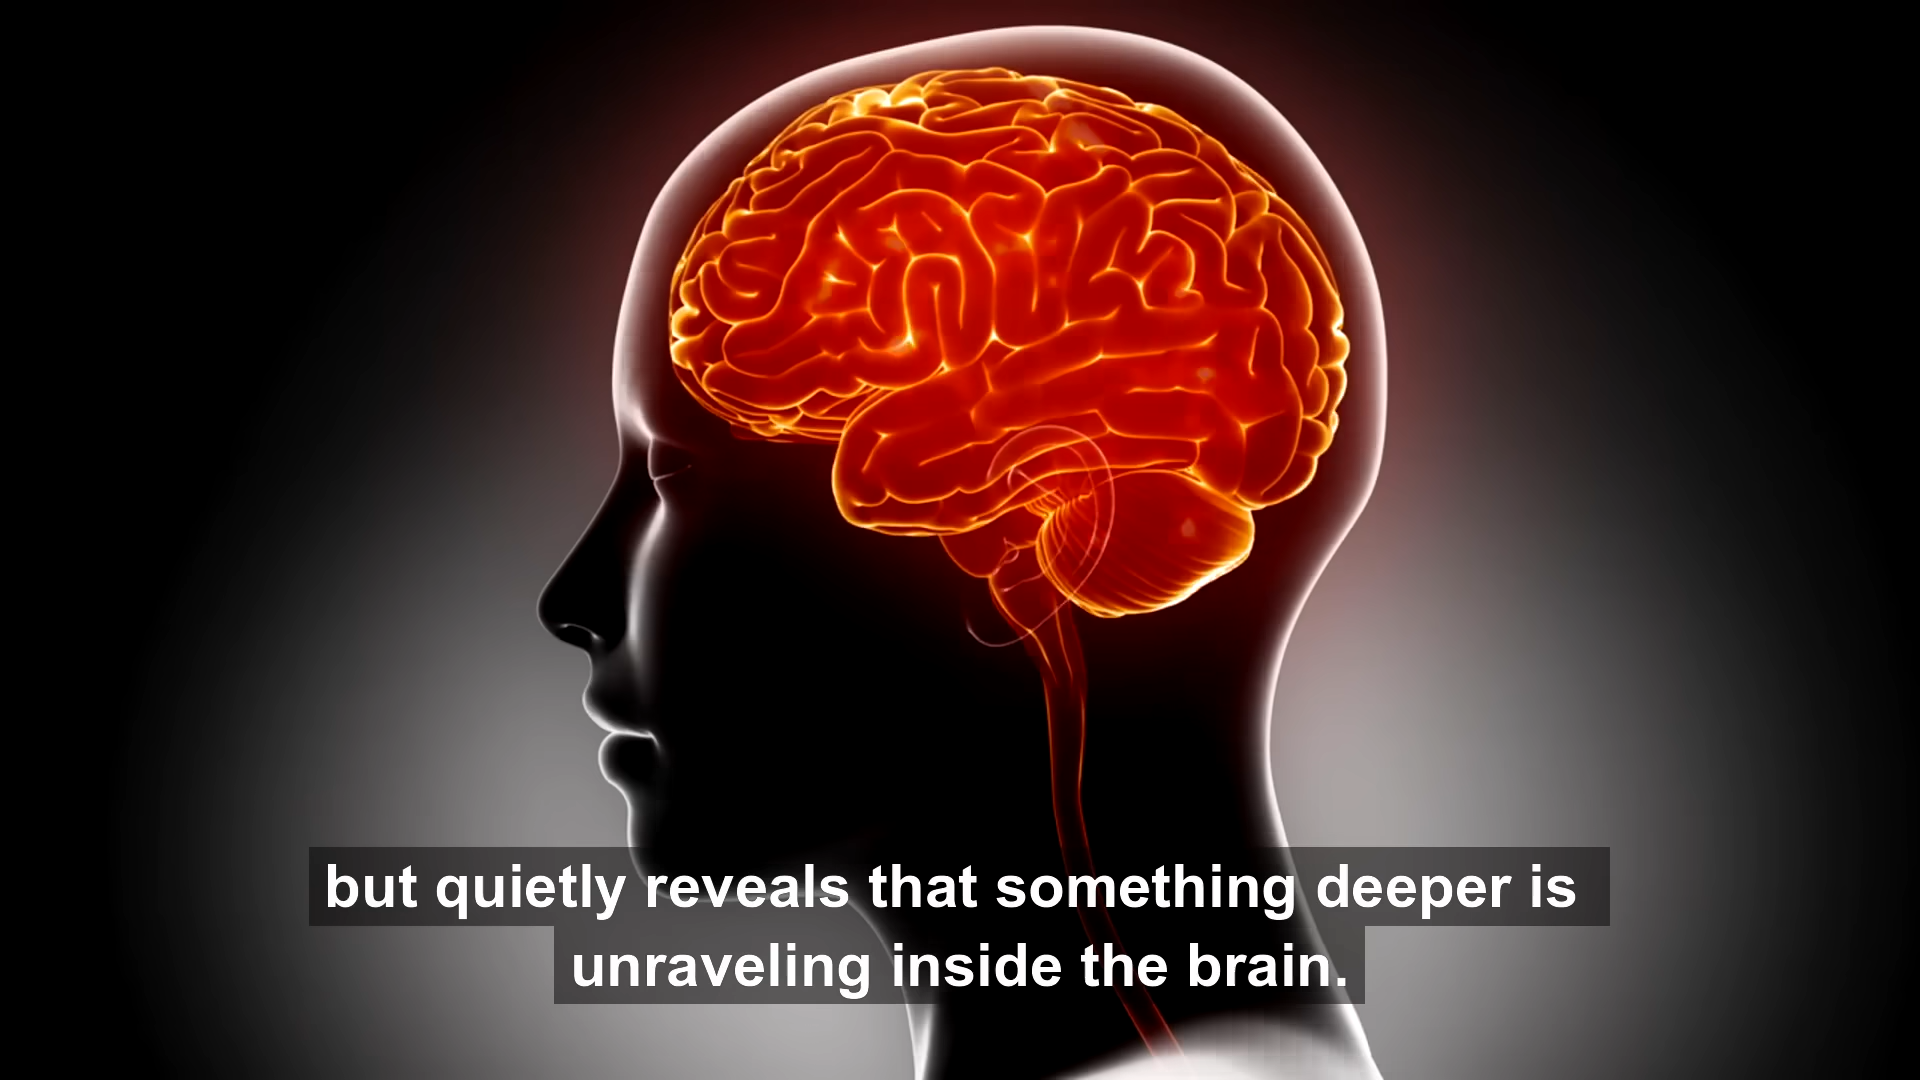 but quietly reveals that something deeper is
unraveling inside the brain.